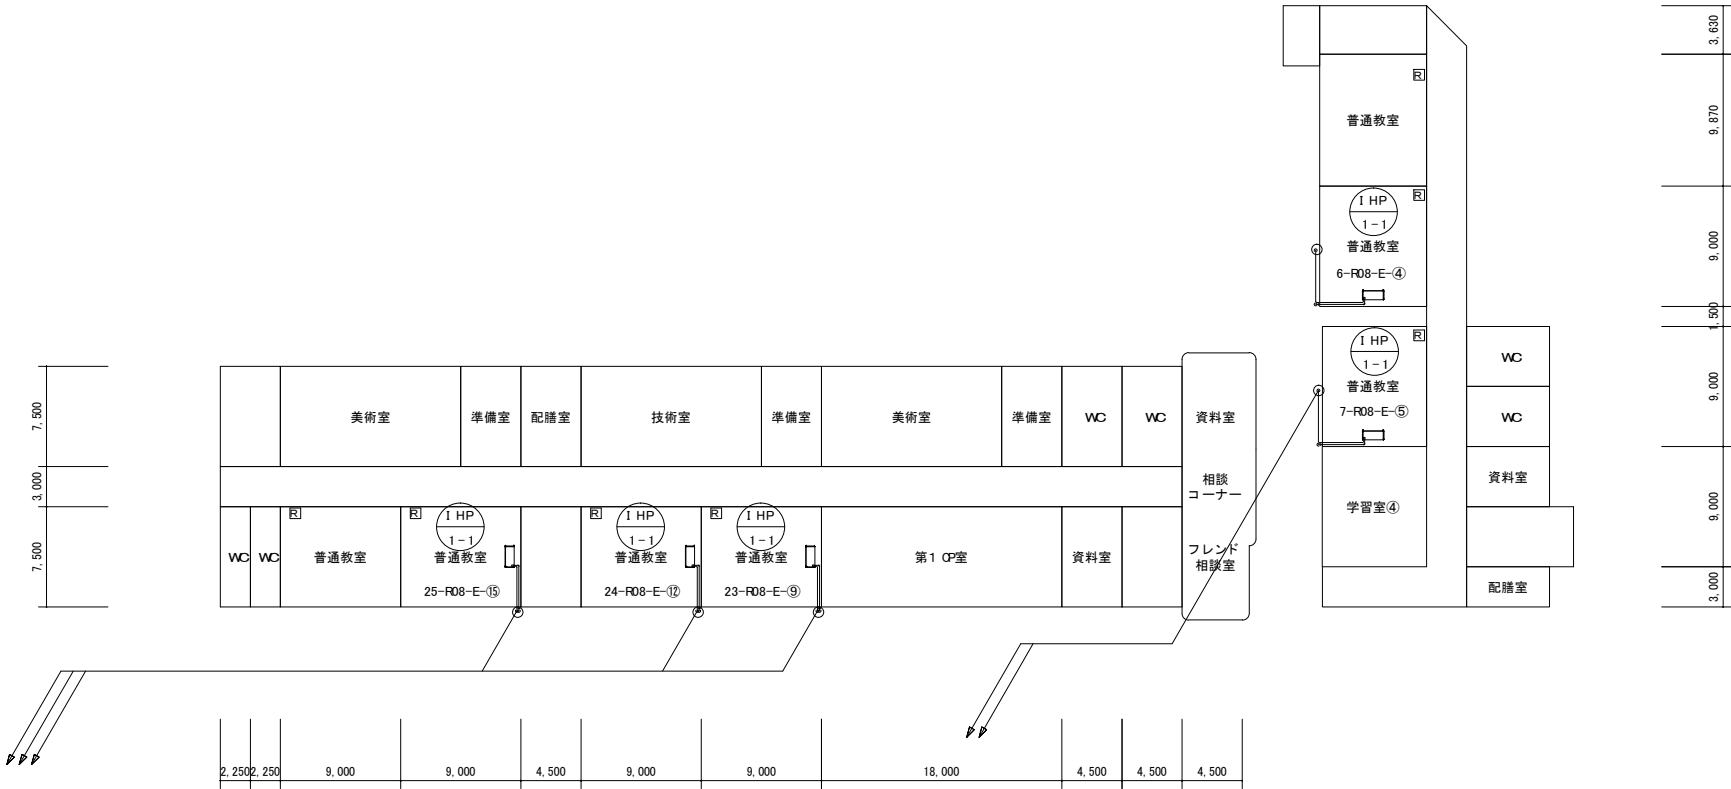 3,630
R
普通教室
9,870
R
I HP
1-1
普通教室
6-R08-E-④
9,000
1,500
R
I HP
1-1
普通教室
7-R08-E-⑤
WC
9,000
WC
学習室④
資料室
9,000
配膳室
3,000
7,500
美術室
準備室
配膳室
技術室
準備室
美術室
準備室
WC
WC
資料室
3,000
相談
コーナー
7,500
WC
WC
R
普通教室
R
I HP
1-1
普通教室
25-R08-E-⑮
R
I HP
1-1
普通教室
24-R08-E-⑫
R
I HP
1-1
普通教室
23-R08-E-⑨
第1 CP室
資料室
フレンド
相談室
2,250
2,250
9,000
9,000
4,500
9,000
9,000
18,000
4,500
4,500
4,500